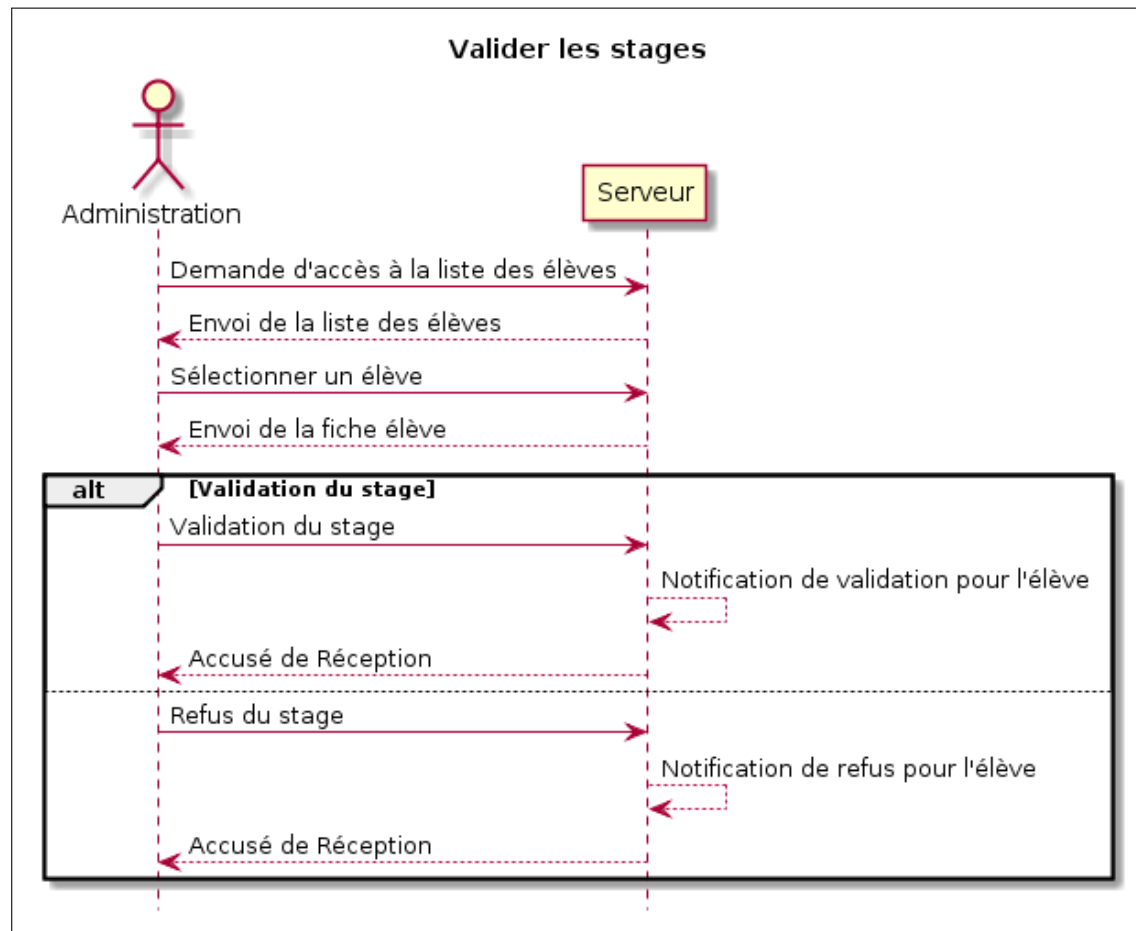 Valider les stages
Administration
Serveur
Demande d'accès à la liste des élèves
Envoi de la liste des élèves
Sélectionner un élève
Envoi de la fiche élève
alt
[Validation du stage]
Validation du stage
Notification de validation pour l'élève
Accusé de Réception
Refus du stage
Notification de refus pour l'élève
Accusé de Réception